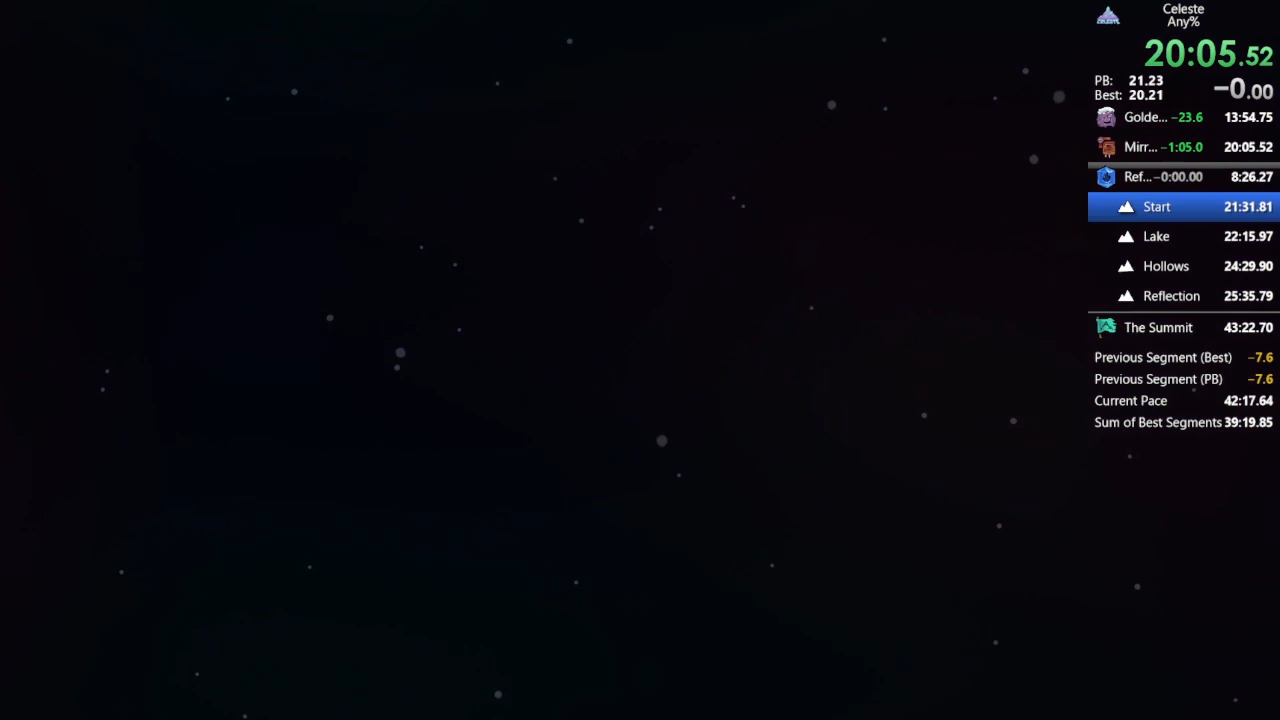 Celeste
Any%
20:05.52
PB: 21.23
Best: 20.21
−0.00
Golde... −23.6 13:54.75
Mirr... −1:05.0 20:05.52
Ref... −0:00.00 8:26.27
Start 21:31.81
Lake 22:15.97
Hollows 24:29.90
Reflection 25:35.79
The Summit 43:22.70
Previous Segment (Best) −7.6
Previous Segment (PB) −7.6
Current Pace 42:17.64
Sum of Best Segments 39:19.85